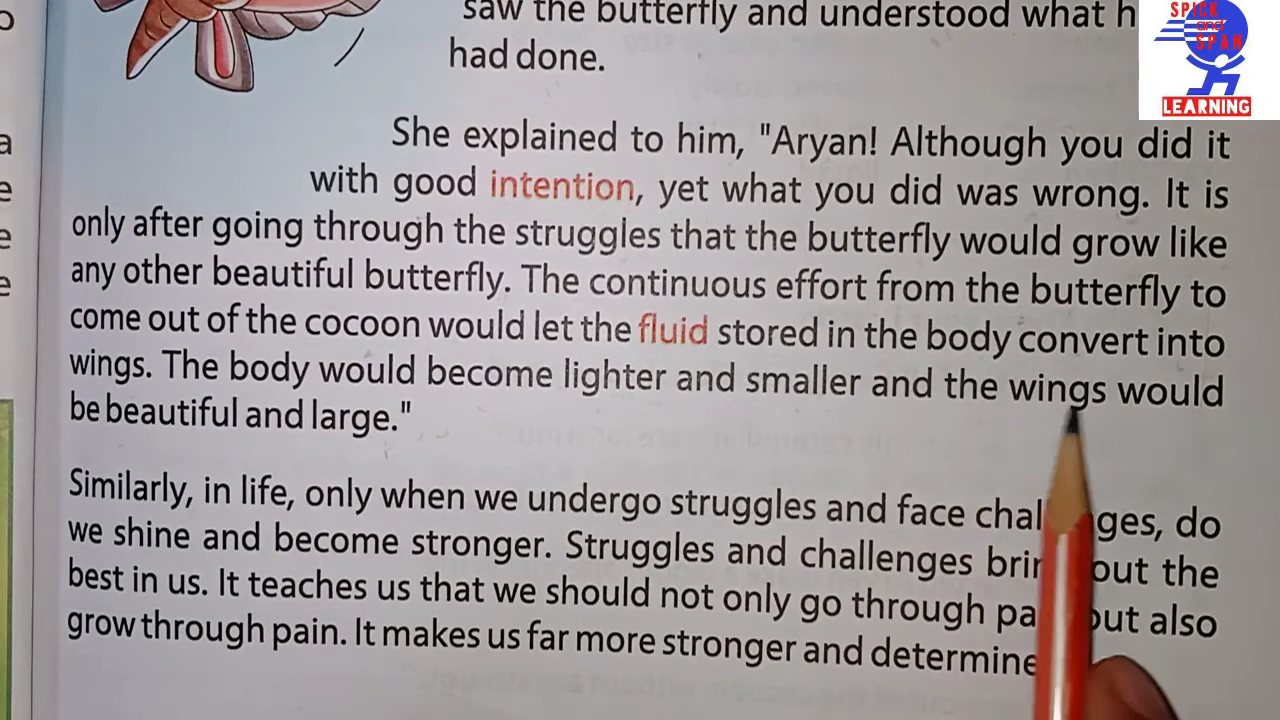 saw the butterfly and understood what h
had done.
She explained to him, "Aryan! Although you did it
with good intention, yet what you did was wrong. It is
only after going through the struggles that the butterfly would grow like
any other beautiful butterfly. The continuous effort from the butterfly to
come out of the cocoon would let the fluid stored in the body convert into
wings. The body would become lighter and smaller and the wings would
be beautiful and large."
Similarly, in life, only when we undergo struggles and face chal ges, do
we shine and become stronger. Struggles and challenges brin out the
best in us. It teaches us that we should not only go through pa but also
grow through pain. It makes us far more stronger and determine
SPICK
and
SPAN
LEARNING